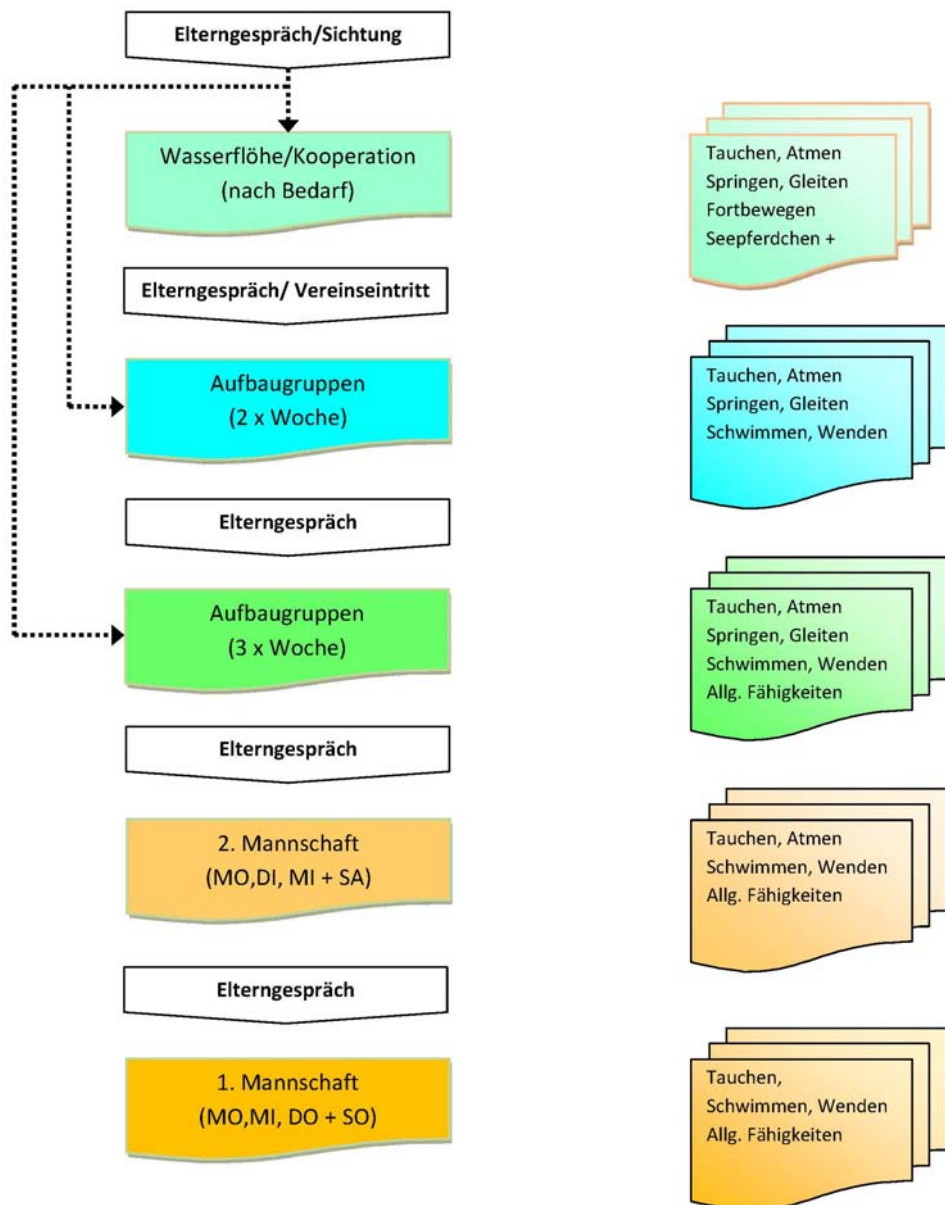 Elterngespräch/Sichtung
Wasserflöhe/Kooperation
(nach Bedarf)
Tauchen, Atmen
Springen, Gleiten
Fortbewegen
Seepferdchen +
Elterngespräch/ Vereinseintritt
Aufbaugruppen
(2 x Woche)
Tauchen, Atmen
Springen, Gleiten
Schwimmen, Wenden
Elterngespräch
Aufbaugruppen
(3 x Woche)
Tauchen, Atmen
Springen, Gleiten
Schwimmen, Wenden
Allg. Fähigkeiten
Elterngespräch
2. Mannschaft
(MO,DI, MI + SA)
Tauchen, Atmen
Schwimmen, Wenden
Allg. Fähigkeiten
Elterngespräch
1. Mannschaft
(MO,MI, DO + SO)
Tauchen,
Schwimmen, Wenden
Allg. Fähigkeiten